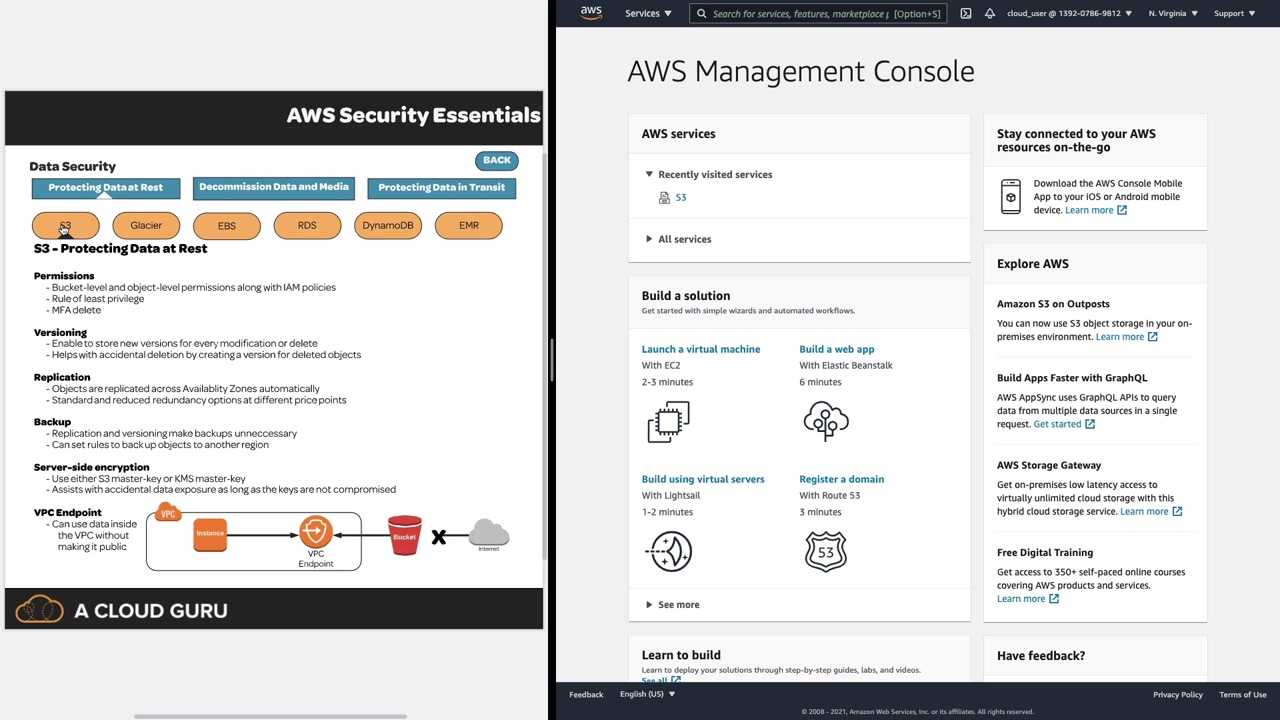 AWS Security Essentials
Data Security
BACK
Protecting Data at Rest
Decommission Data and Media
Protecting Data in Transit
S3
Glacier
EBS
RDS
DynamoDB
EMR
S3 - Protecting Data at Rest
Permissions
- Bucket-level and object-level permissions along with IAM policies
- Rule of least privilege
- MFA delete
Versioning
- Enable to store new versions for every modification or delete
- Helps with accidental deletion by creating a version for deleted objects
Replication
- Objects are replicated across Availablity Zones automatically
- Standard and reduced redundancy options at different price points
Backup
- Replication and versioning make backups unneccessary
- Can set rules to back up objects to another region
Server-side encryption
- Use either S3 master-key or KMS master-key
- Assists with accidental data exposure as long as the keys are not compromised
VPC Endpoint
- Can use data inside
the VPC without
making it public
VPC
Instance
VPC
Endpoint
Bucket
X
Internet
A CLOUD GURU
aws
Services
Search for services, features, marketplace p
[Option+S]
cloud_user @ 1392-0786-9812
N. Virginia
Support
AWS Management Console
AWS services
Recently visited services
S3
All services
Build a solution
Get started with simple wizards and automated workflows.
Launch a virtual machine
With EC2
2-3 minutes
Build a web app
With Elastic Beanstalk
6 minutes
Build using virtual servers
With Lightsail
1-2 minutes
Register a domain
With Route 53
3 minutes
53
See more
Learn to build
Learn to deploy your solutions through step-by-step guides, labs, and videos.
See all
Stay connected to your AWS
resources on-the-go
Download the AWS Console Mobile
App to your iOS or Android mobile
device. Learn more
Explore AWS
Amazon S3 on Outposts
You can now use S3 object storage in your on-
premises environment. Learn more
Build Apps Faster with GraphQL
AWS AppSync uses GraphQL APIs to query
data from multiple data sources in a single
request. Get started
AWS Storage Gateway
Get on-premises low latency access to
virtually unlimited cloud storage with this
hybrid cloud storage service. Learn more
Free Digital Training
Get access to 350+ self-paced online courses
covering AWS products and services.
Learn more
Have feedback?
Feedback
English (US)
Privacy Policy
Terms of Use
© 2008 - 2021, Amazon Web Services, Inc. or its affiliates. All rights reserved.